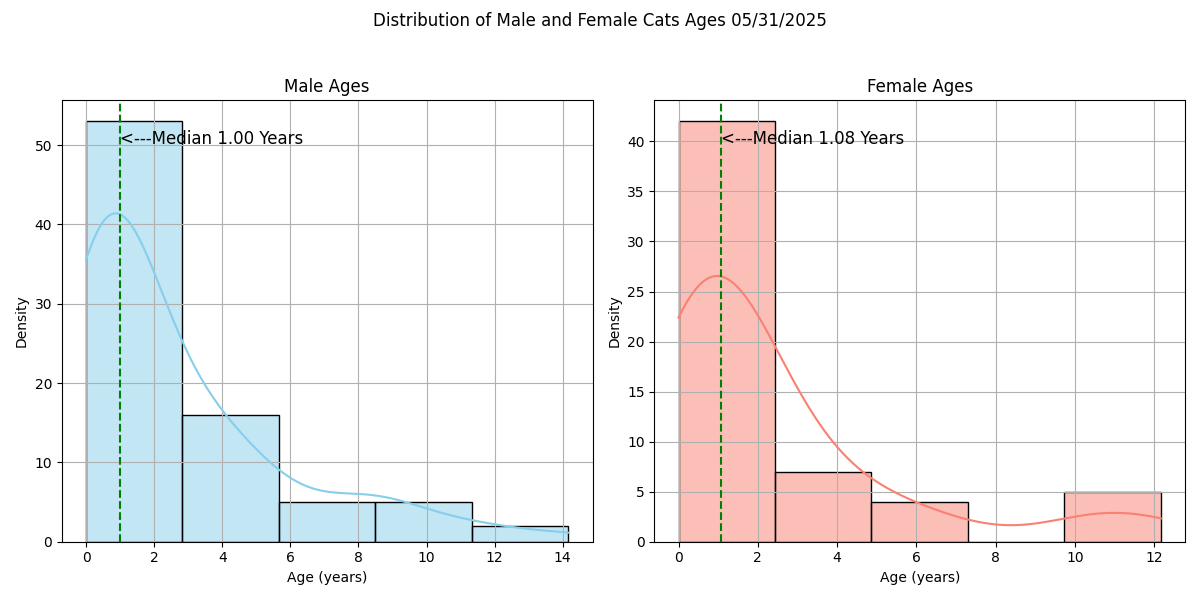 Distribution of Male and Female Cats Ages 05/31/2025
Male Ages
<---Median 1.00 Years
Density
50
40
30
20
10
0
0 2 4 6 8 10 12 14
Age (years)
Female Ages
<---Median 1.08 Years
Density
40
35
30
25
20
15
10
5
0
0 2 4 6 8 10 12
Age (years)